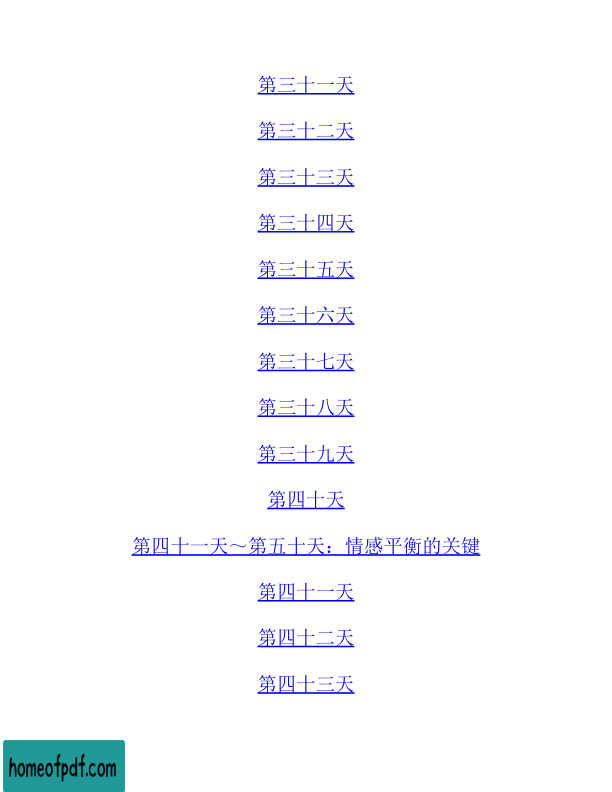 第三十一天
第三十二天
第三十三天
第三十四天
第三十五天
第三十六天
第三十七天
第三十八天
第三十九天
第四十天
第四十一天～第五十天：情感平衡的关键
第四十一天
第四十二天
第四十三天
homeofpdf.com